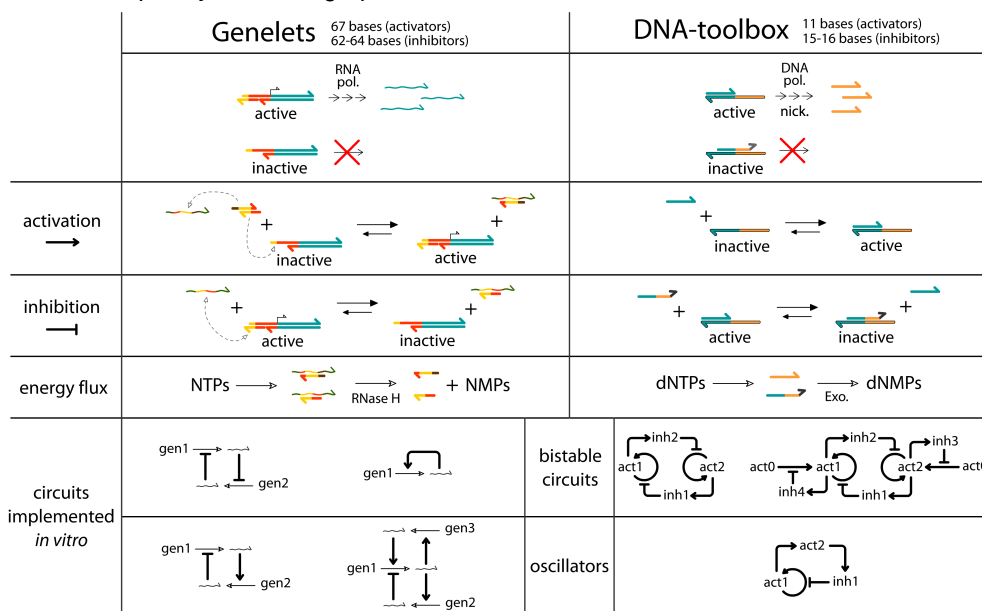 Genelets 67 bases (activators)
62-64 bases (inhibitors)
DNA-toolbox 11 bases (activators)
15-16 bases (inhibitors)
RNA
pol.
active
inactive
DNA
pol.
nick.
active
inactive
activation
+
inactive
+
active
+
inactive
active
inhibition
+
active
+
inactive
+
active
+
inactive
energy flux
NTPs
RNase H
+ NMPs
dNTPs
Exo.
dNMPs
circuits
implemented
in vitro
gen1
gen2
gen1
bistable
circuits
inh2
act1
act2
inh1
inh2
inh3
act0
act1
act2
act0
inh4
inh1
gen1
gen2
gen3
gen1
gen2
oscillators
act2
act1
inh1